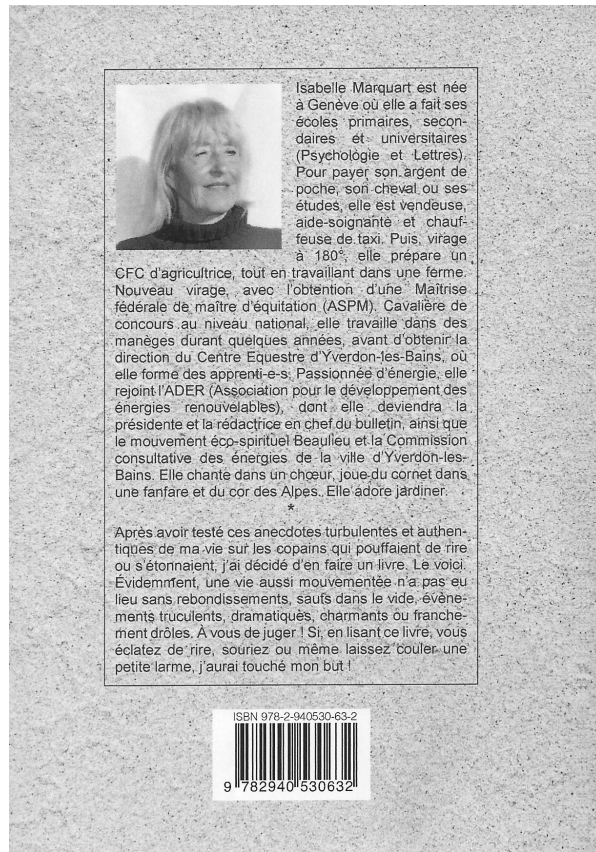 Isabelle Marquart est née
à Genève où elle a fait ses
écoles primaires, secon-
daires et universitaires
(Psychologie et Lettres).
Pour payer son argent de
poche, son cheval ou ses
études, elle est vendeuse,
aide-soignante et chauf-
feuse de taxi. Puis, virage
à 180°, elle prépare un
CFC d'agricultrice, tout en travaillant dans une ferme.
Nouveau virage, avec l'obtention d'une Maîtrise
fédérale de maître d'équitation (ASPM). Cavalière de
concours au niveau national, elle travaille dans des
manèges durant quelques années, avant d'obtenir la
direction du Centre Equestre d'Yverdon-les-Bains, où
elle forme des apprenti-e-s. Passionnée d'énergie, elle
rejoint l'ADER (Association pour le développement des
énergies renouvelables), dont elle deviendra la
présidente et la rédactrice en chef du bulletin, ainsi que
le mouvement éco-spirituel Beaulieu et la Commission
consultative des énergies de la ville d'Yverdon-les-
Bains. Elle chante dans un chœur, joue du cornet dans
une fanfare et du cor des Alpes. Elle adore jardiner.
*
Après avoir testé ces anecdotes turbulentes et authen-
tiques de ma vie sur les copains qui pouffaient de rire
ou s'étonnaient, j'ai décidé d'en faire un livre. Le voici.
Évidemment, une vie aussi mouvementée n'a pas eu
lieu sans rebondissements, sauts dans le vide, évène-
ments truculents, dramatiques, charmants ou franche-
ment drôles. À vous de juger ! Si, en lisant ce livre, vous
éclatez de rire, souriez ou même laissez couler une
petite larme, j'aurai touché mon but !
ISBN 978-2-940530-63-2
9 782940 530632